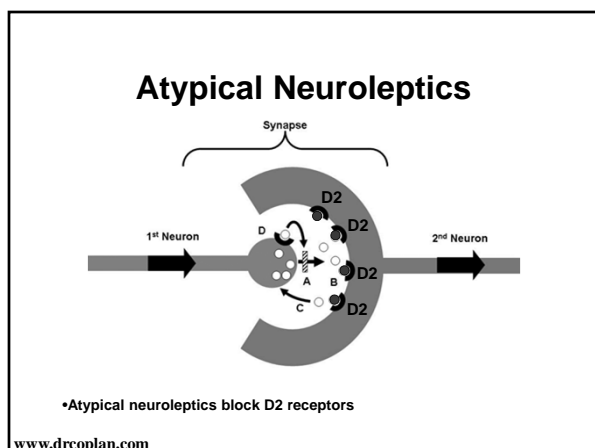 Atypical Neuroleptics
Synapse
D2
D
D2
1st Neuron
2nd Neuron
D2
A
B
C
D2
•Atypical neuroleptics block D2 receptors
www.drcoplan.com